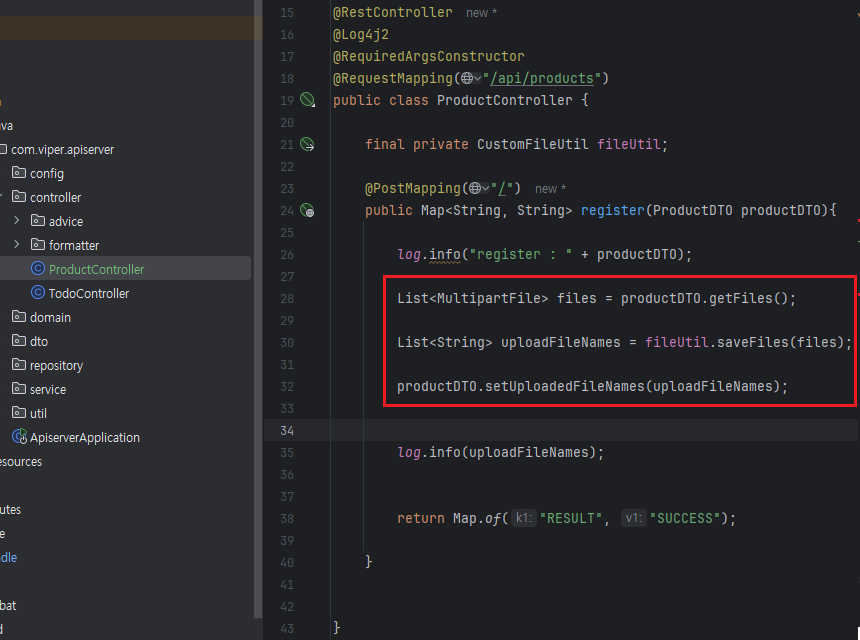 com.viper.apiserver
config
controller
advice
formatter
ProductController
TodoController
domain
dto
repository
service
util
ApiserverApplication
15 @RestController new *
16 @Log4j2
17 @RequiredArgsConstructor
18 @RequestMapping("/api/products")
19 public class ProductController {
20
21 final private CustomFileUtil fileUtil;
22
23 @PostMapping("/") new *
24 public Map<String, String> register(ProductDTO productDTO){
25
26 log.info("register : " + productDTO);
27
28 List<MultipartFile> files = productDTO.getFiles();
29
30 List<String> uploadFileNames = fileUtil.saveFiles(files);
31
32 productDTO.setUploadedFileNames(uploadFileNames);
33
34
35 log.info(uploadFileNames);
36
37
38 return Map.of( k1: "RESULT", v1: "SUCCESS");
39
40 }
41
42
43 }